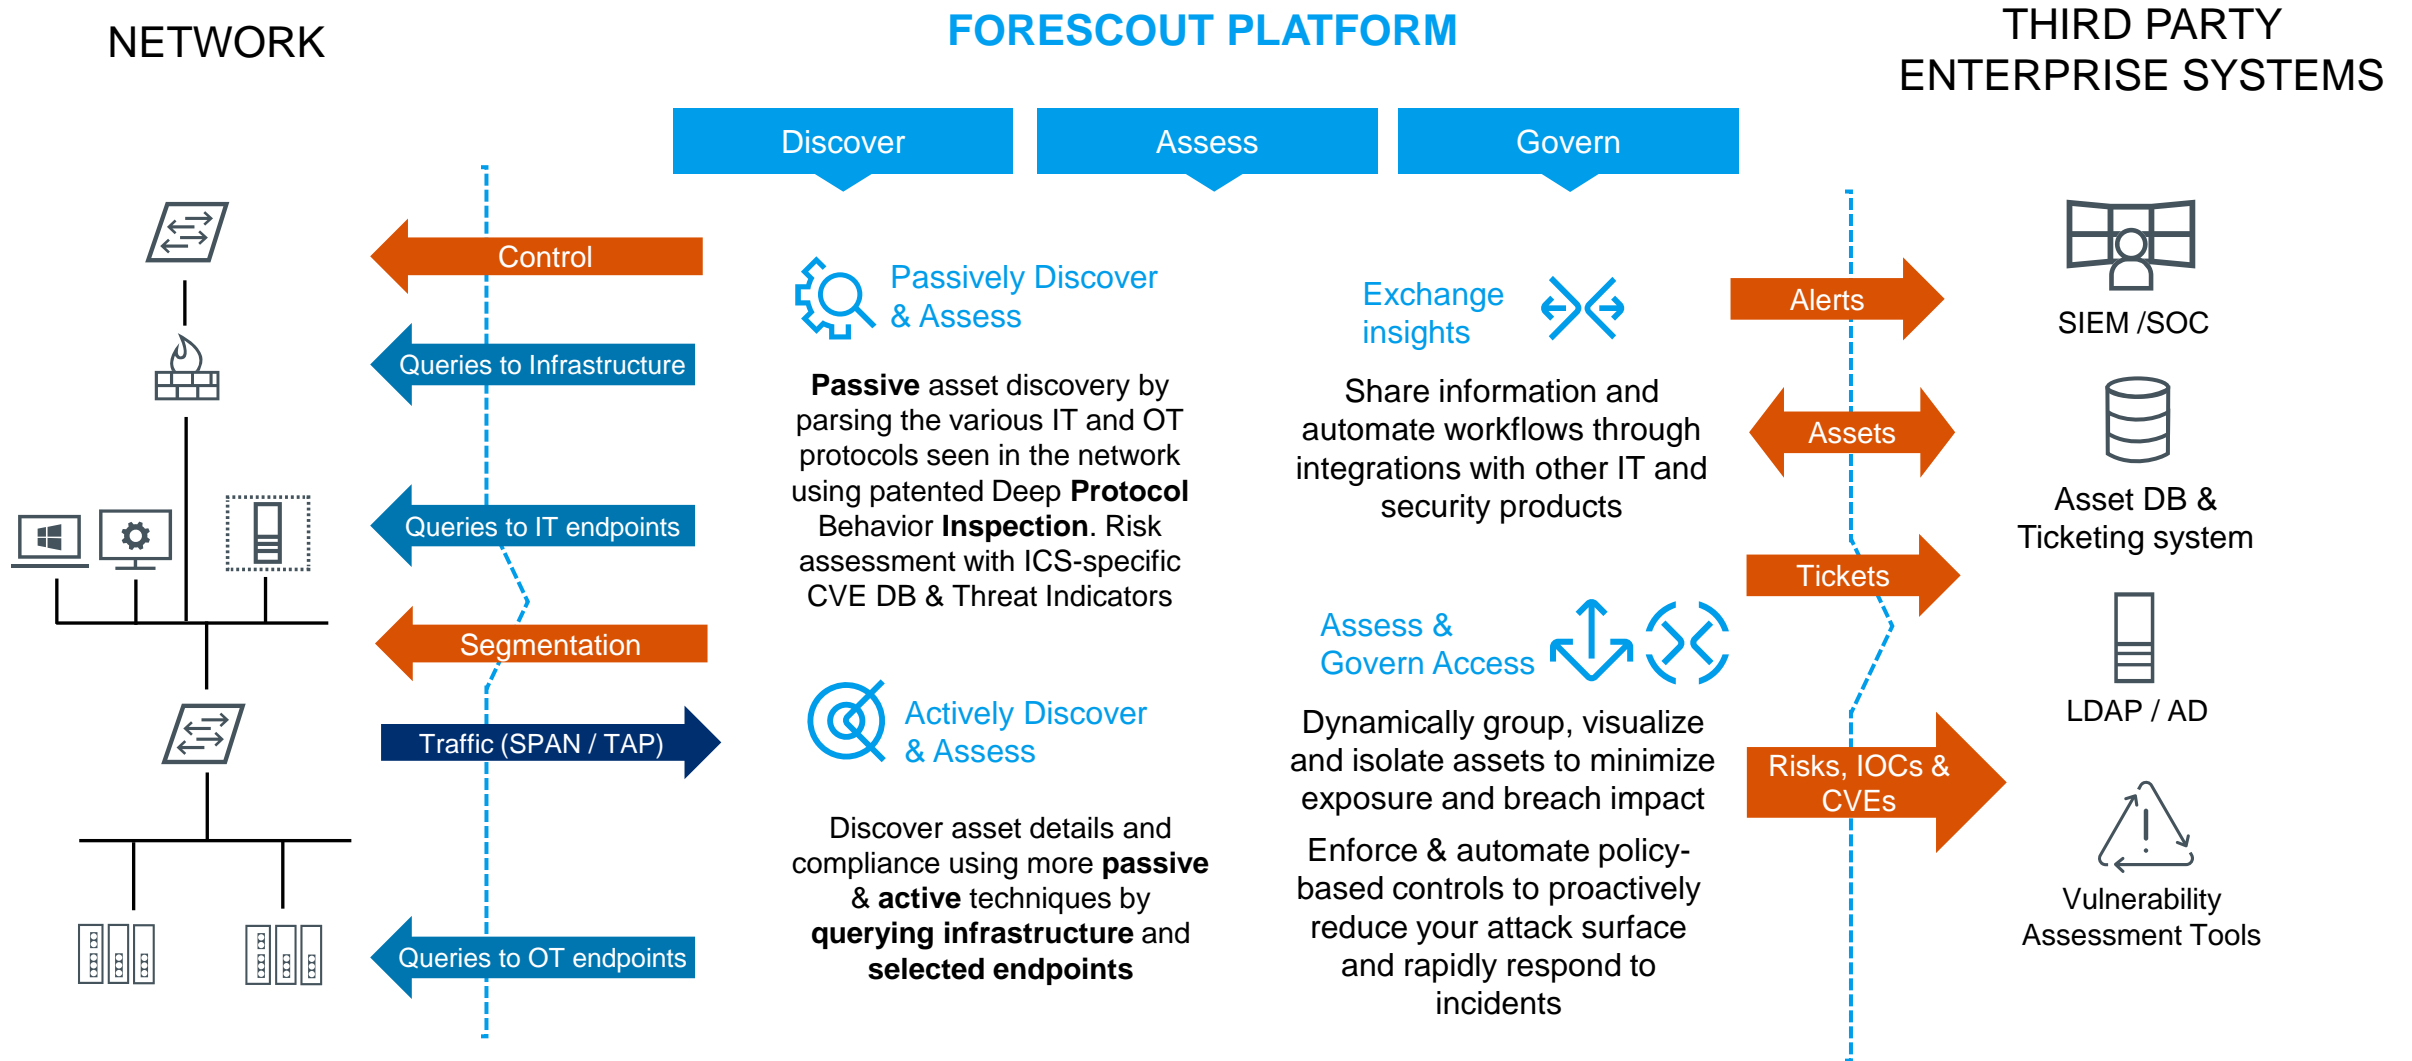 NETWORK
FORESCOUT PLATFORM
THIRD PARTY
ENTERPRISE SYSTEMS
Discover
Assess
Govern
Control
Queries to Infrastructure
Queries to IT endpoints
Segmentation
Traffic (SPAN / TAP)
Queries to OT endpoints
Passively Discover
& Assess
Passive asset discovery by
parsing the various IT and OT
protocols seen in the network
using patented Deep Protocol
Behavior Inspection. Risk
assessment with ICS-specific
CVE DB & Threat Indicators
Actively Discover
& Assess
Discover asset details and
compliance using more passive
& active techniques by
querying infrastructure and
selected endpoints
Exchange
insights
Share information and
automate workflows through
integrations with other IT and
security products
Assess &
Govern Access
Dynamically group, visualize
and isolate assets to minimize
exposure and breach impact
Enforce & automate policy-
based controls to proactively
reduce your attack surface
and rapidly respond to
incidents
Alerts
Assets
Tickets
Risks, IOCs &
CVEs
SIEM /SOC
Asset DB &
Ticketing system
LDAP / AD
Vulnerability
Assessment Tools